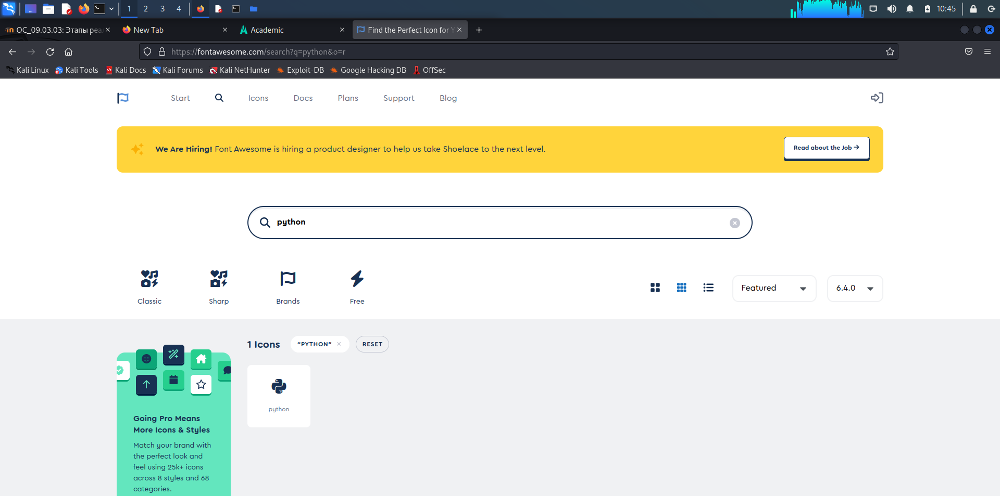 1
2
3
4
10:45
ОС_09.03.03: Этапы реа
New Tab
Academic
Find the Perfect Icon for Y
https://fontawesome.com/search?q=python&o=r
Kali Linux
Kali Tools
Kali Docs
Kali Forums
Kali NetHunter
Exploit-DB
Google Hacking DB
OffSec
Start
Icons
Docs
Plans
Support
Blog
We Are Hiring! Font Awesome is hiring a product designer to help us take Shoelace to the next level.
Read about the Job
python
Classic
Sharp
Brands
Free
Featured
6.4.0
1 Icons
"PYTHON"
RESET
python
Going Pro Means
More Icons & Styles
Match your brand with
the perfect look and
feel using 25k+ icons
across 8 styles and 68
categories.